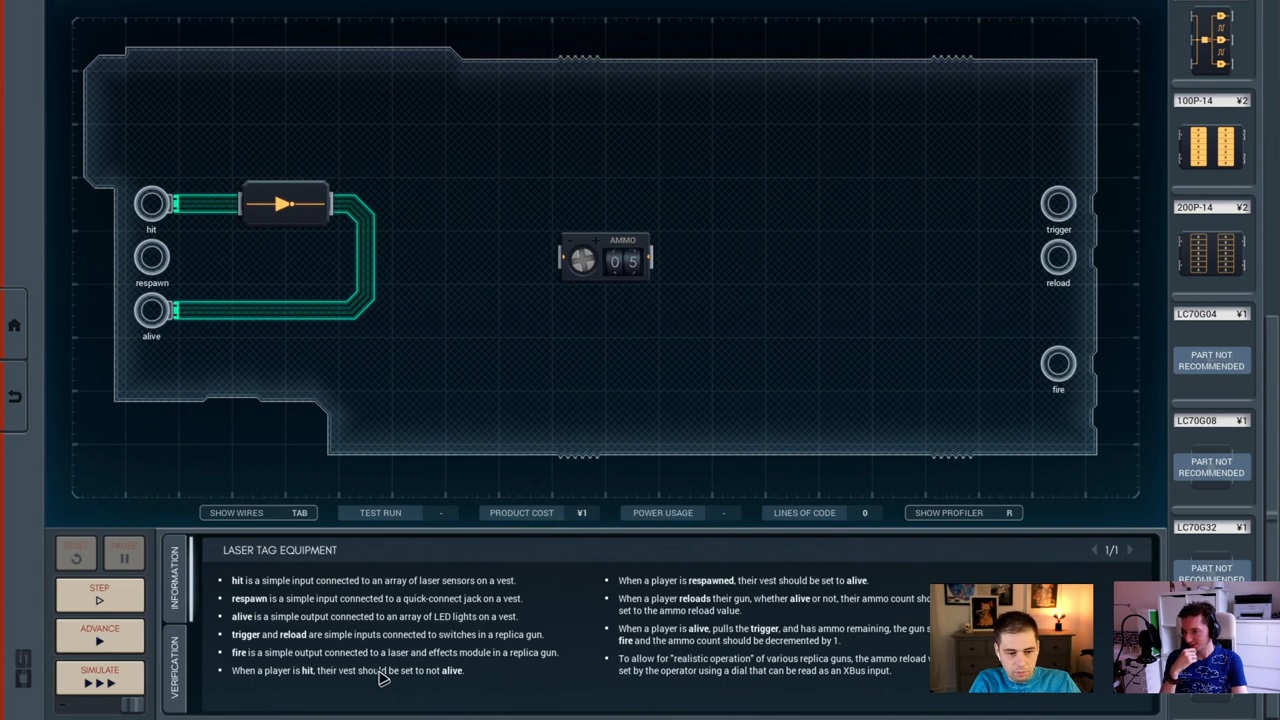 hit
respawn
alive
AMMO
- +
05
trigger
reload
fire
100P-14 ¥2
200P-14 ¥2
LC70G04 ¥1
PART NOT
RECOMMENDED
LC70G08 ¥1
PART NOT
RECOMMENDED
LC70G32 ¥1
PART NOT
SHOW WIRES TAB
TEST RUN -
PRODUCT COST ¥1
POWER USAGE -
LINES OF CODE 0
SHOW PROFILER R
RESET
PAUSE
STEP
ADVANCE
SIMULATE
INFORMATION
VERIFICATION
LASER TAG EQUIPMENT
1/1
hit is a simple input connected to an array of laser sensors on a vest.
respawn is a simple input connected to a quick-connect jack on a vest.
alive is a simple output connected to an array of LED lights on a vest.
trigger and reload are simple inputs connected to switches in a replica gun.
fire is a simple output connected to a laser and effects module in a replica gun.
When a player is hit, their vest should be set to not alive.
When a player is respawned, their vest should be set to alive.
When a player reloads their gun, whether alive or not, their ammo count
set to the ammo reload value.
When a player is alive, pulls the trigger, and has ammo remaining, the gun
fire and the ammo count should be decremented by 1.
To allow for "realistic operation" of various replica guns, the ammo reload
set by the operator using a dial that can be read as an XBus input.